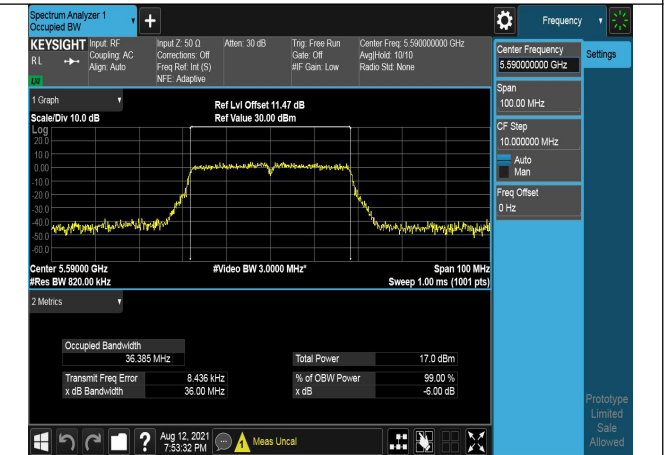 Spectrum Analyzer 1
Occupied BW
+
Frequency
KEYSIGHT
Input: RF
Coupling: AC
Align: Auto
R L
LNI
Input Z: 50 Ω
Corrections: Off
Freq Ref: Int (S)
NFE: Adaptive
Atten: 30 dB
Trig: Free Run
Gate: Off
#IF Gain: Low
Center Freq: 5.590000000 GHz
Avg|Hold: 10/10
Radio Std: None
Center Frequency
5.590000000 GHz
Settings
Span
100.00 MHz
CF Step
10.000000 MHz
Auto
Man
Freq Offset
0 Hz
1 Graph
Scale/Div 10.0 dB
Ref Lvl Offset 11.47 dB
Ref Value 30.00 dBm
Log
20.0
10.0
0.00
-10.0
-20.0
-30.0
-40.0
-50.0
-60.0
Center 5.59000 GHz
#Video BW 3.0000 MHz*
Span 100 MHz
#Res BW 820.00 kHz
Sweep 1.00 ms (1001 pts)
2 Metrics
Occupied Bandwidth
36.385 MHz
Total Power 17.0 dBm
Transmit Freq Error 8.436 kHz
% of OBW Power 99.00 %
x dB Bandwidth 36.00 MHz
x dB -6.00 dB
Prototype
Limited
Sale
Allowed
?
Aug 12, 2021
7:53:32 PM
Meas Uncal